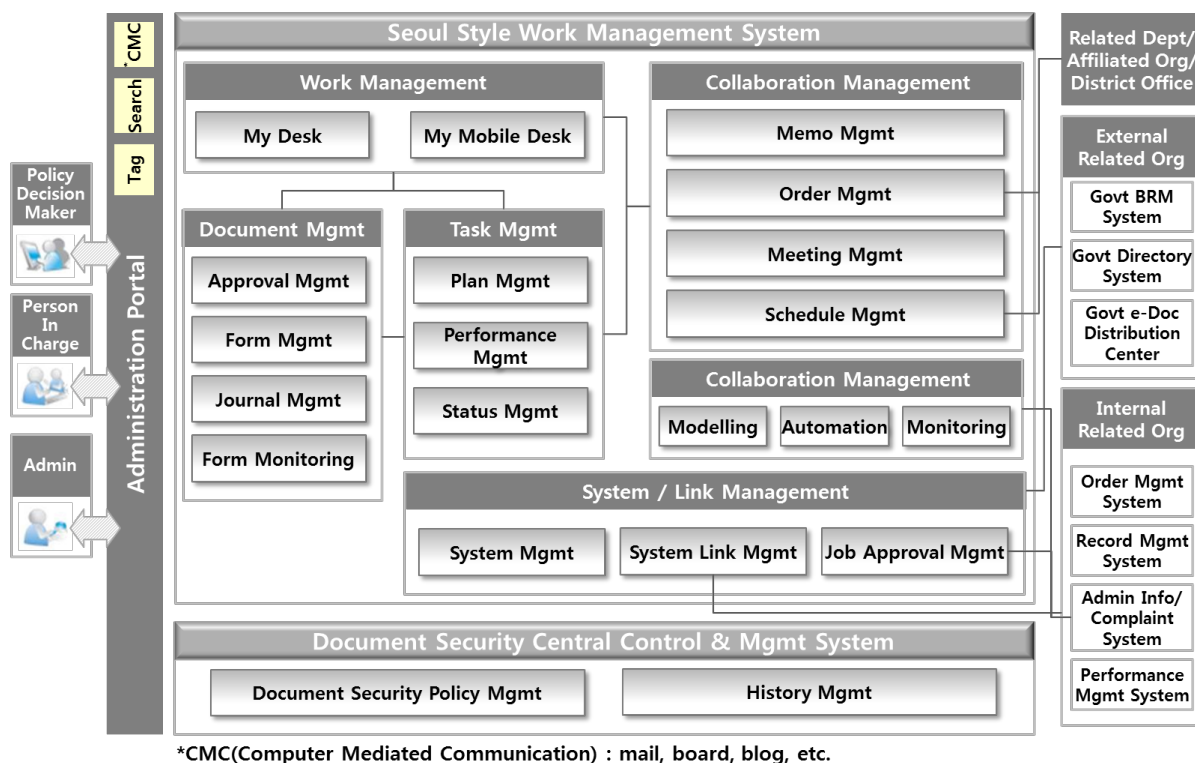 Policy
Decision
Maker
Person
In
Charge
Admin
*CMC
Search
Tag
Administration Portal
Seoul Style Work Management System
Work Management
My Desk
My Mobile Desk
Document Mgmt
Approval Mgmt
Form Mgmt
Journal Mgmt
Form Monitoring
Task Mgmt
Plan Mgmt
Performance
Mgmt
Status Mgmt
Collaboration Management
Memo Mgmt
Order Mgmt
Meeting Mgmt
Schedule Mgmt
Collaboration Management
Modelling
Automation
Monitoring
System / Link Management
System Mgmt
System Link Mgmt
Job Approval Mgmt
Document Security Central Control & Mgmt System
Document Security Policy Mgmt
History Mgmt
Related Dept/
Affiliated Org/
District Office
External
Related Org
Govt BRM
System
Govt Directory
System
Govt e-Doc
Distribution
Center
Internal
Related Org
Order Mgmt
System
Record Mgmt
System
Admin Info/
Complaint
System
Performance
Mgmt System
*CMC(Computer Mediated Communication) : mail, board, blog, etc.